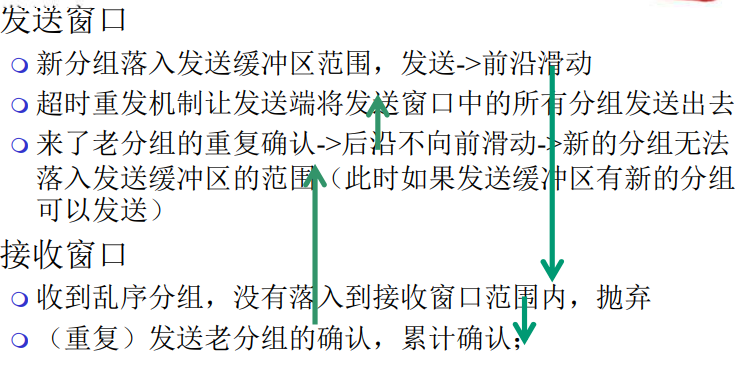 发送窗口
新分组落入发送缓冲区范围，发送->前沿滑动
超时重发机制让发送端将发送窗口中的所有分组发送出去
来了老分组的重复确认->后沿不向前滑动->新的分组无法
落入发送缓冲区的范围（此时如果发送缓冲区有新的分组
可以发送）
接收窗口
收到乱序分组，没有落入到接收窗口范围内，抛弃
（重复）发送老分组的确认，累计确认；